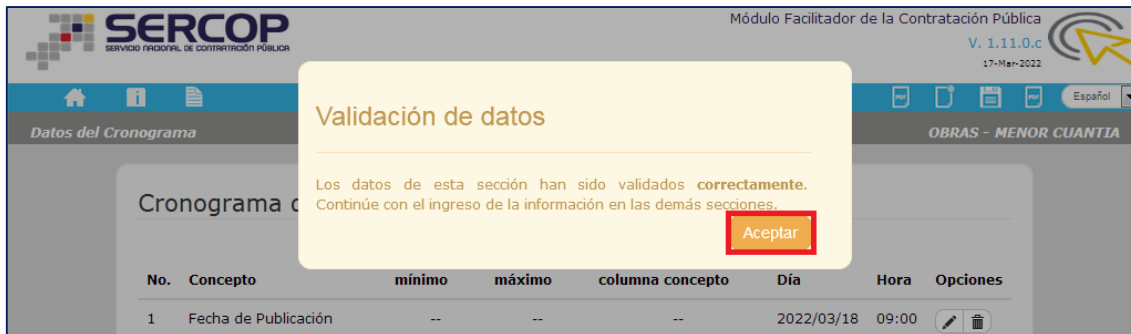 SERCOP
SERVICIO NACIONAL DE CONTRATACIÓN PÚBLICA
Módulo Facilitador de la Contratación Pública
V. 1.11.0.c
17-Mar-2022
PDF PDF Español
Datos del Cronograma OBRAS - MENOR CUANTIA
Validación de datos
Los datos de esta sección han sido validados correctamente.
Continúe con el ingreso de la información en las demás secciones.
Aceptar
Cronograma
No. Concepto mínimo máximo columna concepto Día Hora Opciones
1 Fecha de Publicación -- -- -- 2022/03/18 09:00